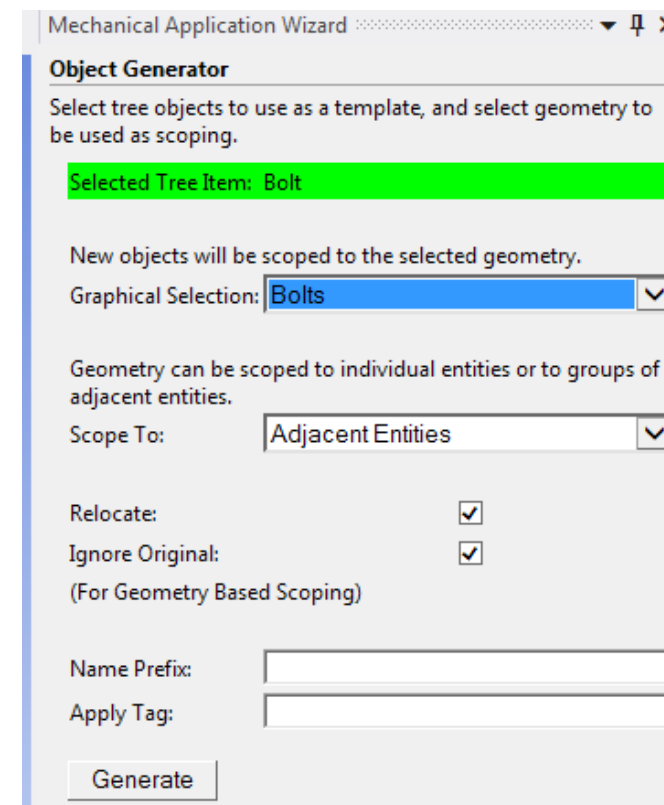 Mechanical Application Wizard
Object Generator
Select tree objects to use as a template, and select geometry to
be used as scoping.
Selected Tree Item: Bolt
New objects will be scoped to the selected geometry.
Graphical Selection: Bolts
Geometry can be scoped to individual entities or to groups of
adjacent entities.
Scope To: Adjacent Entities
Relocate:
Ignore Original:
(For Geometry Based Scoping)
Name Prefix:
Apply Tag:
Generate